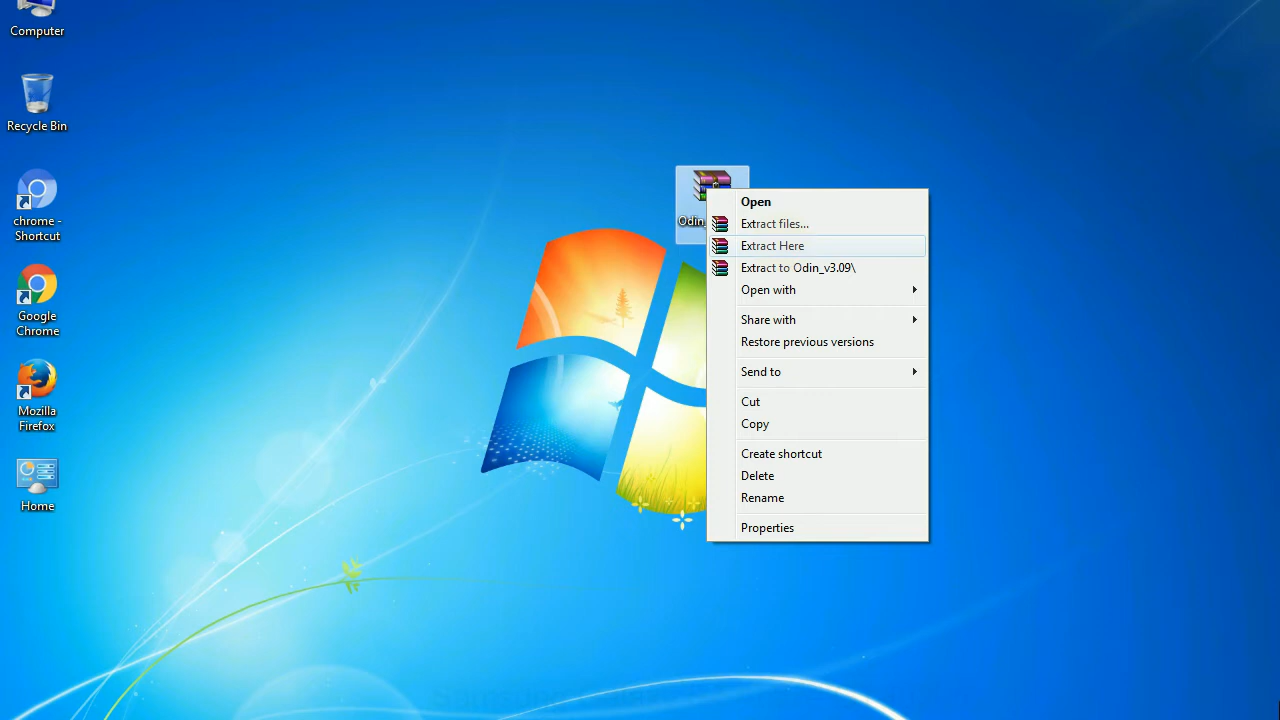 Computer
Recycle Bin
chrome -
Shortcut
Google
Chrome
Mozilla
Firefox
Home
Open
Extract files...
Extract Here
Extract to Odin_v3.09\
Open with
Share with
Restore previous versions
Send to
Cut
Copy
Create shortcut
Delete
Rename
Properties